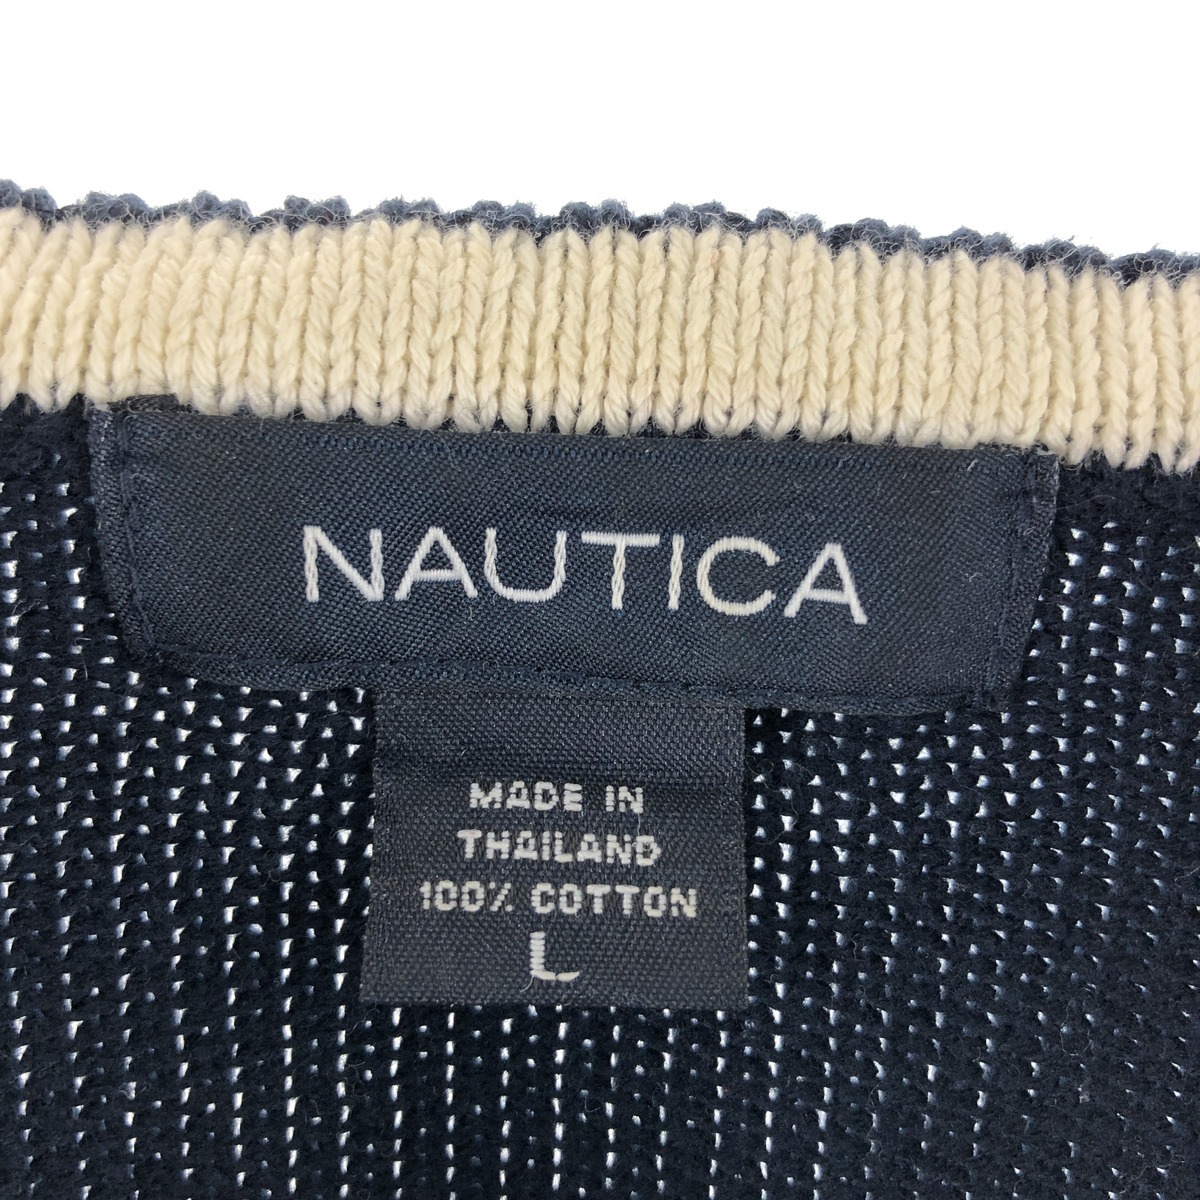 NAUTICA
MADE IN
THAILAND
100% COTTON
L